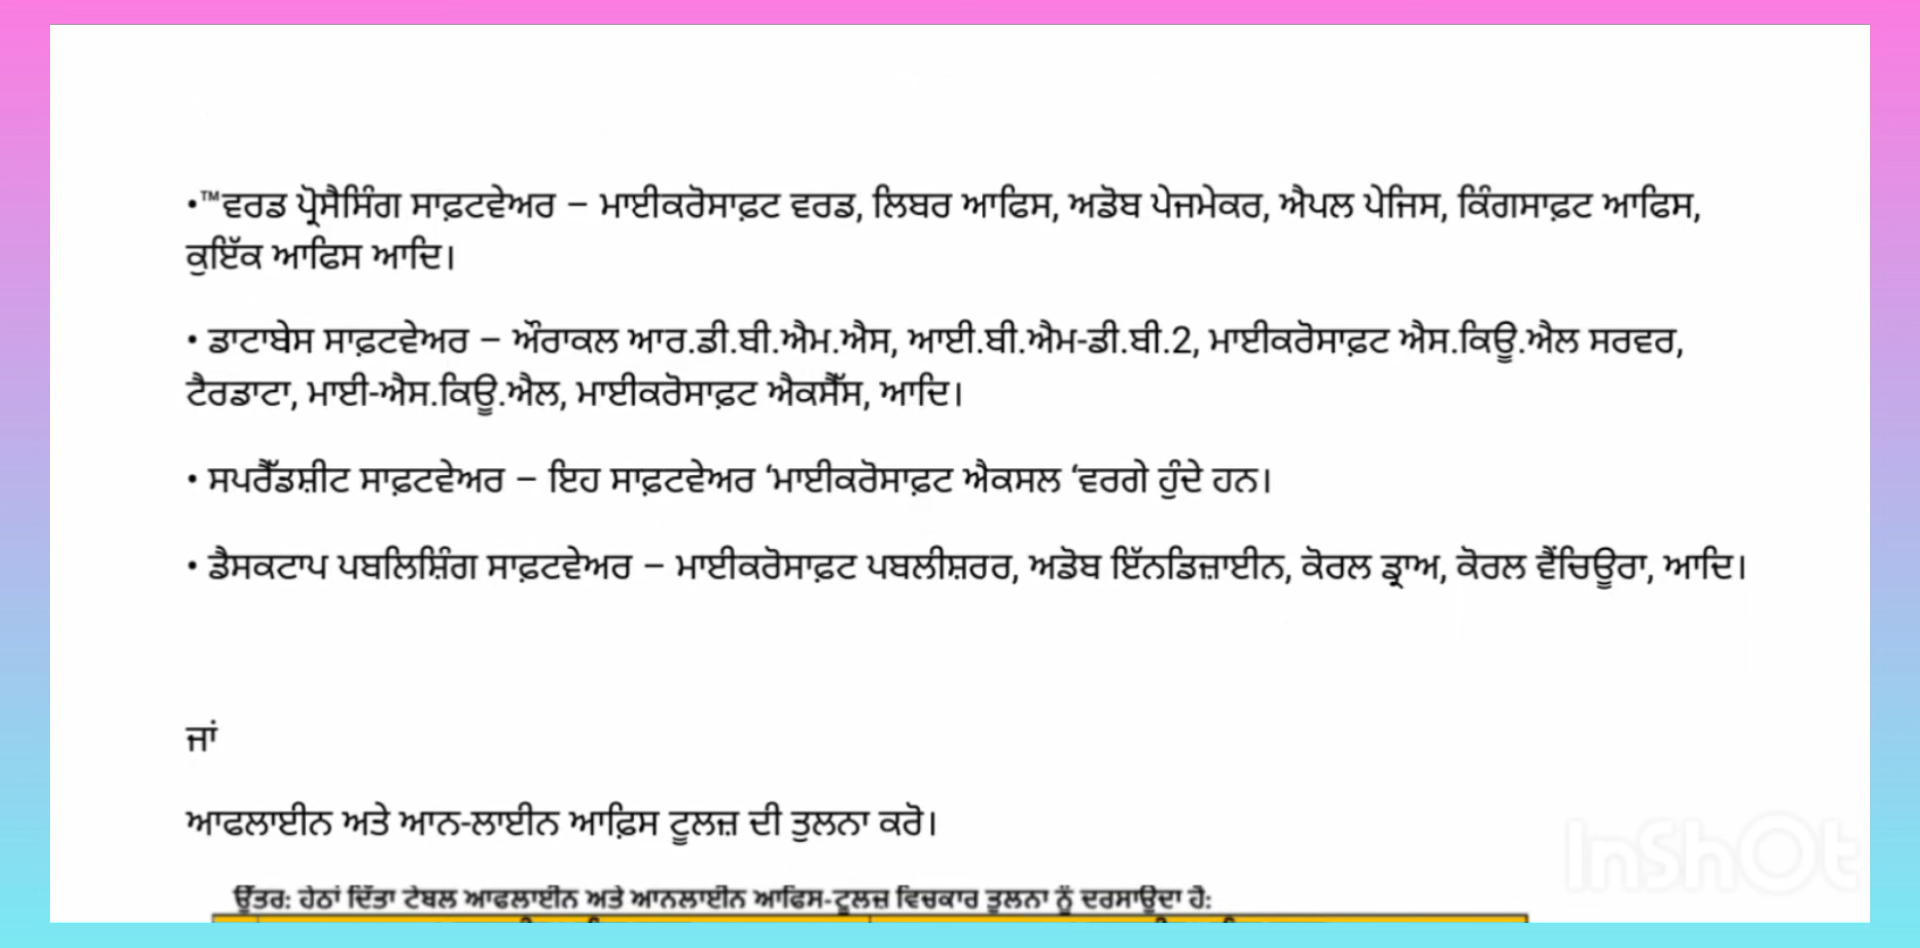 •™ਵਰਡ ਪ੍ਰੋਸੈਸਿੰਗ ਸਾਫ਼ਟਵੇਅਰ – ਮਾਈਕਰੋਸਾਫ਼ਟ ਵਰਡ, ਲਿਬਰ ਆਫਿਸ, ਅਡੋਬ ਪੇਜਮੇਕਰ, ਐਪਲ ਪੇਜਿਸ, ਕਿੰਗਸਾਫ਼ਟ ਆਫਿਸ,
ਕੁਇੱਕ ਆਫਿਸ ਆਦਿ।
• ਡਾਟਾਬੇਸ ਸਾਫ਼ਟਵੇਅਰ – ਔਰਾਕਲ ਆਰ.ਡੀ.ਬੀ.ਐਮ.ਐਸ, ਆਈ.ਬੀ.ਐਮ-ਡੀ.ਬੀ.2, ਮਾਈਕਰੋਸਾਫ਼ਟ ਐਸ.ਕਿਊ.ਐਲ ਸਰਵਰ,
ਟੈਰਡਾਟਾ, ਮਾਈ-ਐਸ.ਕਿਊ.ਐਲ, ਮਾਈਕਰੋਸਾਫ਼ਟ ਐਕਸੈੱਸ, ਆਦਿ।
• ਸਪਰੈੱਡਸ਼ੀਟ ਸਾਫ਼ਟਵੇਅਰ – ਇਹ ਸਾਫ਼ਟਵੇਅਰ ‘ਮਾਈਕਰੋਸਾਫ਼ਟ ਐਕਸਲ ‘ਵਰਗੇ ਹੁੰਦੇ ਹਨ।
• ਡੈਸਕਟਾਪ ਪਬਲਿਸ਼ਿੰਗ ਸਾਫ਼ਟਵੇਅਰ – ਮਾਈਕਰੋਸਾਫ਼ਟ ਪਬਲੀਸ਼ਰਰ, ਅਡੋਬ ਇੱਨਡਿਜ਼ਾਈਨ, ਕੋਰਲ ਡ੍ਰਾਅ, ਕੋਰਲ ਵੈਂਚਿਊਰਾ, ਆਦਿ।
ਜਾਂ
ਆਫਲਾਈਨ ਅਤੇ ਆਨ-ਲਾਈਨ ਆਫ਼ਿਸ ਟੂਲਜ਼ ਦੀ ਤੁਲਨਾ ਕਰੋ।
ਉੱਤਰ: ਹੇਠਾਂ ਦਿੱਤਾ ਟੇਬਲ ਆਫਲਾਈਨ ਅਤੇ ਆਨਲਾਈਨ ਆਫਿਸ-ਟੂਲਜ਼ ਵਿਚਕਾਰ ਤੁਲਨਾ ਨੂੰ ਦਰਸਾਉਂਦਾ ਹੈ:
InShOt